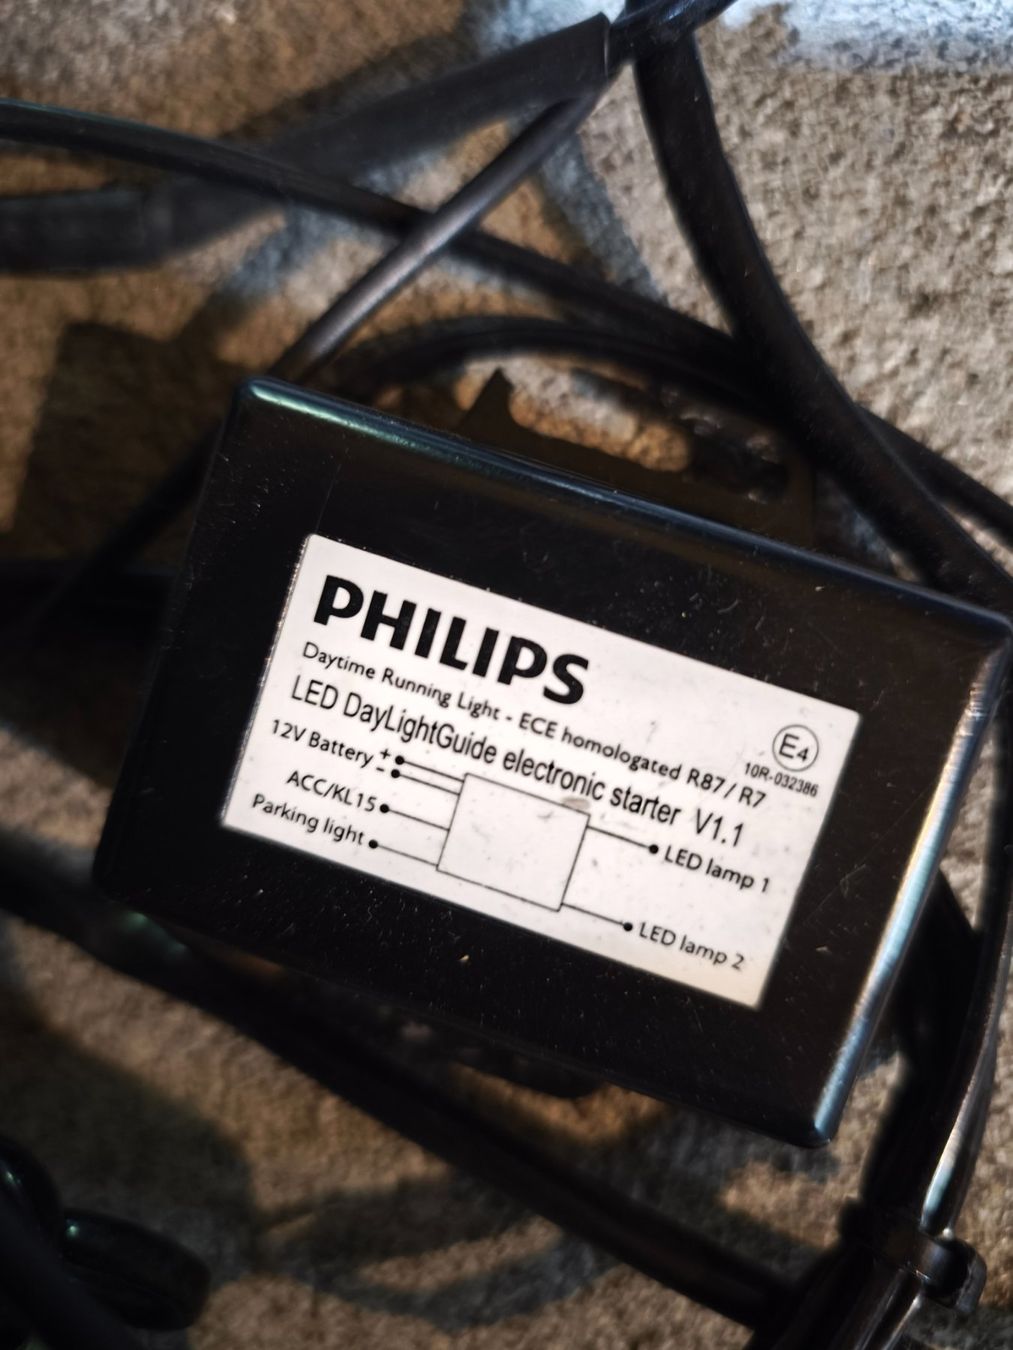 PHILIPS
Daytime Running Light - ECE homologated R87 / R7
LED DayLightGuide electronic starter V1.1
E4
10R-032386
12V Battery + -
ACC/KL15
Parking light
LED lamp 1
LED lamp 2